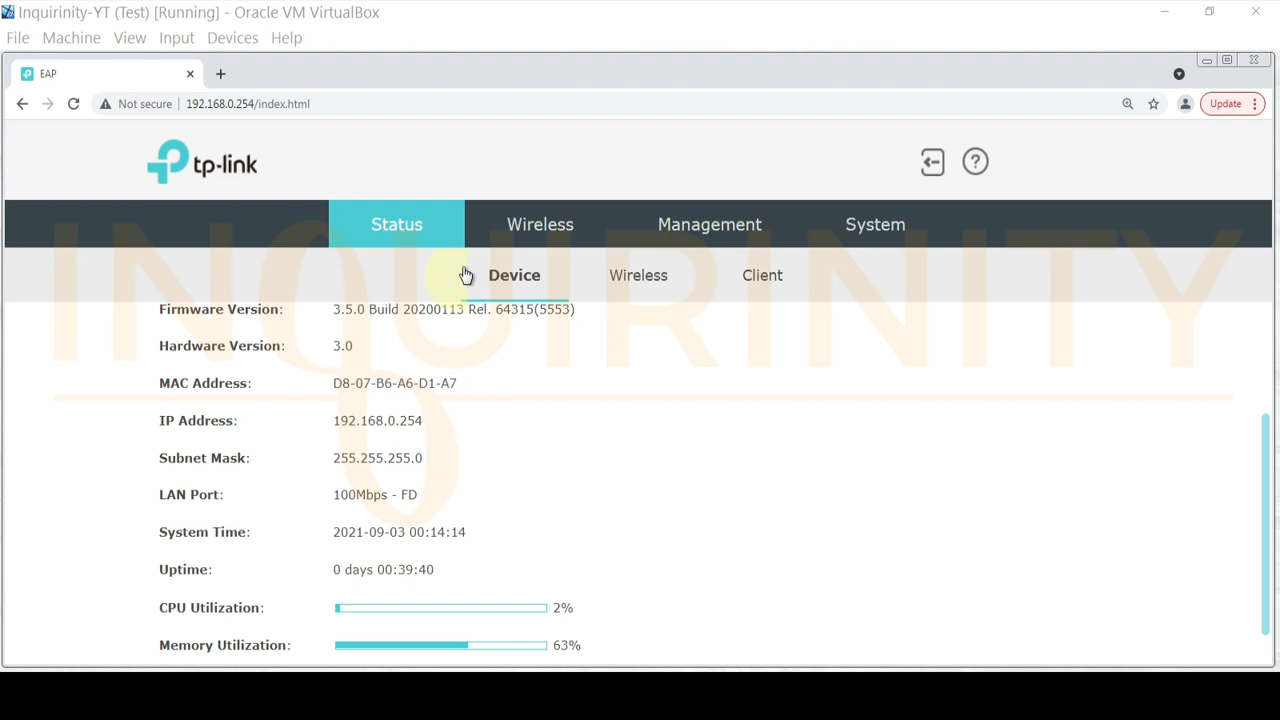 Inquirinity-YT (Test) [Running] - Oracle VM VirtualBox
File Machine View Input Devices Help
EAP
Not secure 192.168.0.254/index.html Update
tp-link
Status Wireless Management System
Device Wireless Client
INQUIRINITY
Firmware Version: 3.5.0 Build 20200113 Rel. 64315(5553)
Hardware Version: 3.0
MAC Address: D8-07-B6-A6-D1-A7
IP Address: 192.168.0.254
Subnet Mask: 255.255.255.0
LAN Port: 100Mbps - FD
System Time: 2021-09-03 00:14:14
Uptime: 0 days 00:39:40
CPU Utilization: 2%
Memory Utilization: 63%